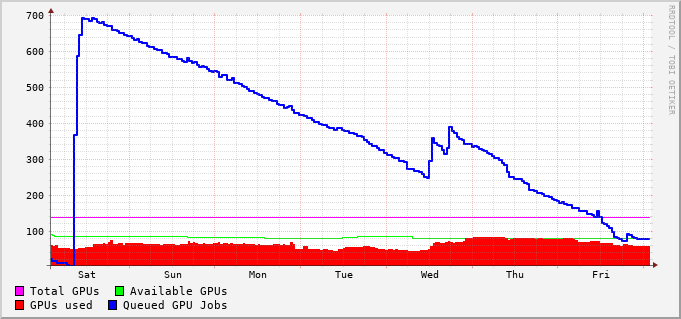 700
600
500
400
300
200
100
Sat Sun Mon Tue Wed Thu Fri
Total GPUs Available GPUs
GPUs used Queued GPU Jobs
RRDTOOL / TOBI OETIKER